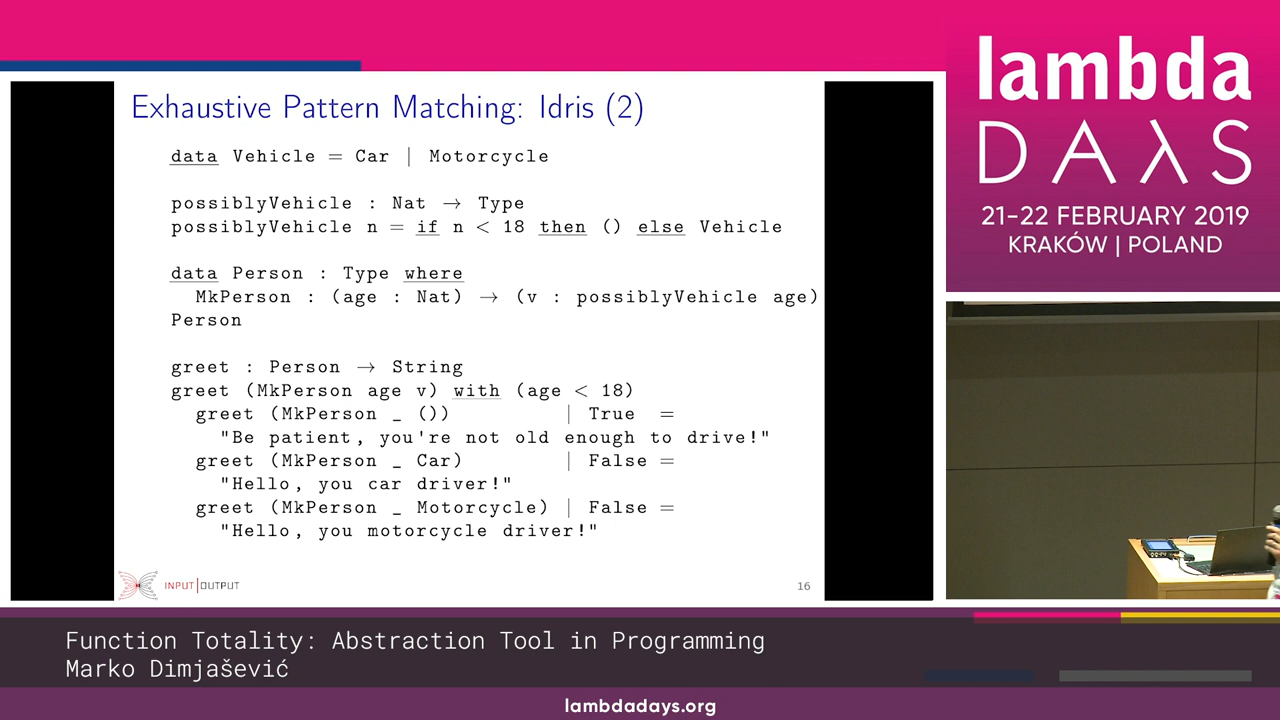 Exhaustive Pattern Matching: Idris (2)
data Vehicle = Car | Motorcycle
possiblyVehicle : Nat → Type
possiblyVehicle n = if n < 18 then () else Vehicle
data Person : Type where
MkPerson : (age : Nat) → (v : possiblyVehicle age)
Person
greet : Person → String
greet (MkPerson age v) with (age < 18)
greet (MkPerson _ ()) | True =
"Be patient, you're not old enough to drive!"
greet (MkPerson _ Car) | False =
"Hello, you car driver!"
greet (MkPerson _ Motorcycle) | False =
"Hello, you motorcycle driver!"
INPUT|OUTPUT
16
lambda
DAλS
21-22 FEBRUARY 2019
KRAKÓW | POLAND
Function Totality: Abstraction Tool in Programming
Marko Dimjašević
lambdadays.org